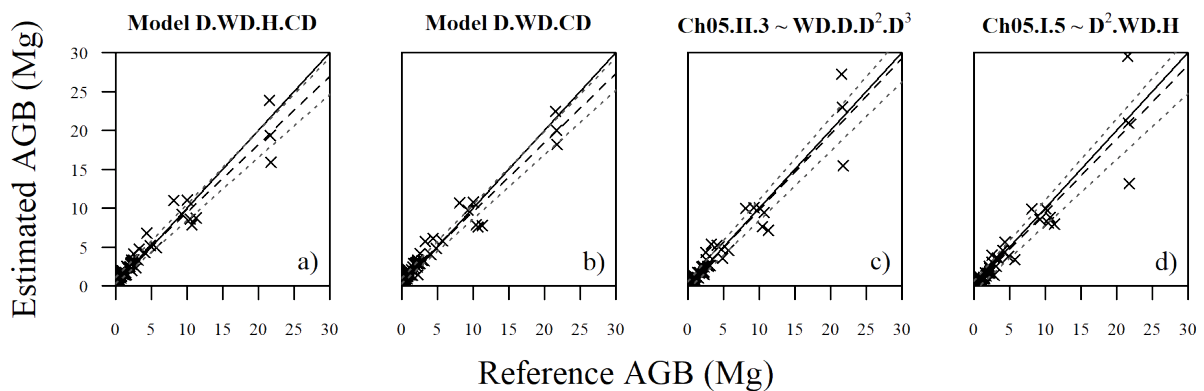 Model D.WD.H.CD
Model D.WD.CD
Ch05.II.3 ~ WD.D.D².D³
Ch05.I.5 ~ D².WD.H
Estimated AGB (Mg)
30
25
20
15
10
5
0
a)
b)
c)
d)
0 5 10 15 20 25 30
0 5 10 15 20 25 30
0 5 10 15 20 25 30
0 5 10 15 20 25 30
Reference AGB (Mg)